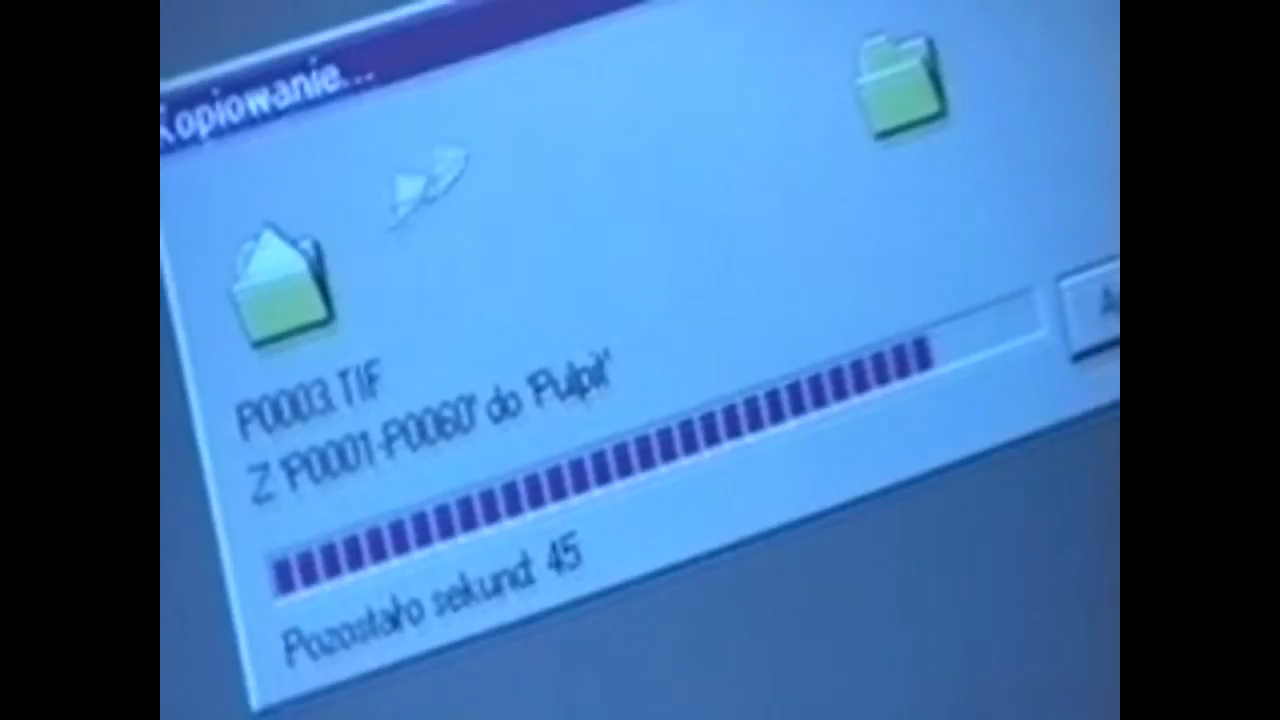 Kopiowanie...
P0003.TIF
Z 'P0001-P0060' do 'Pulpit'
Pozostało sekund: 45